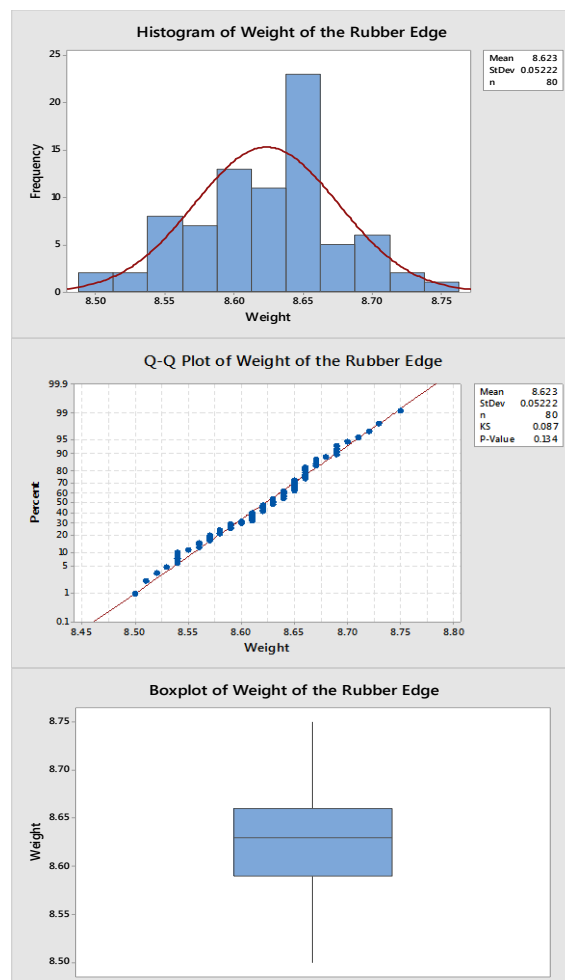 Histogram of Weight of the Rubber Edge
Mean 8.623
StDev 0.05222
n 80
25
20
15
10
5
0
Frequency
8.50 8.55 8.60 8.65 8.70 8.75
Weight
Q-Q Plot of Weight of the Rubber Edge
Mean 8.623
StDev 0.05222
n 80
KS 0.087
P-Value 0.134
99.9
99
95
90
80
70
60
50
40
30
20
10
5
1
0.1
Percent
8.45 8.50 8.55 8.60 8.65 8.70 8.75 8.80
Weight
Boxplot of Weight of the Rubber Edge
8.75
8.70
8.65
8.60
8.55
8.50
Weight